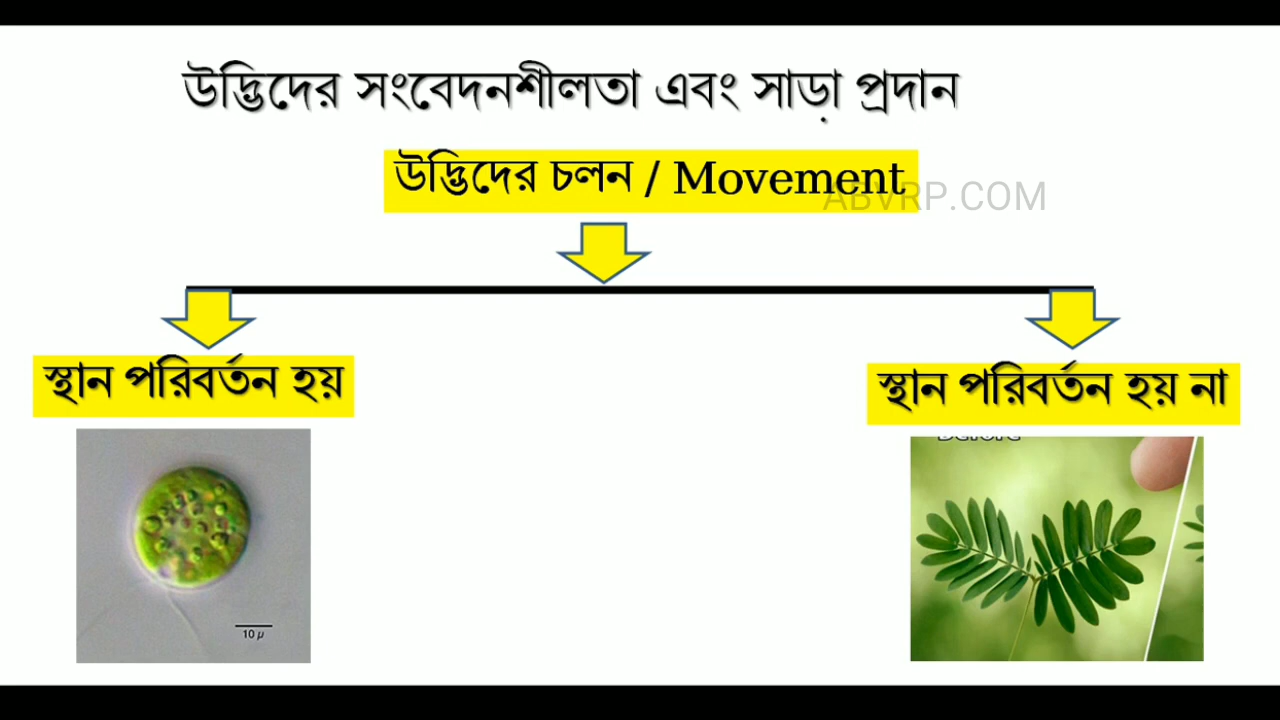 উদ্ভিদের সংবেদনশীলতা এবং সাড়া প্রদান
উদ্ভিদের চলন / Movement
ABVRP.COM
স্থান পরিবর্তন হয়
স্থান পরিবর্তন হয় না
Before
10 µ